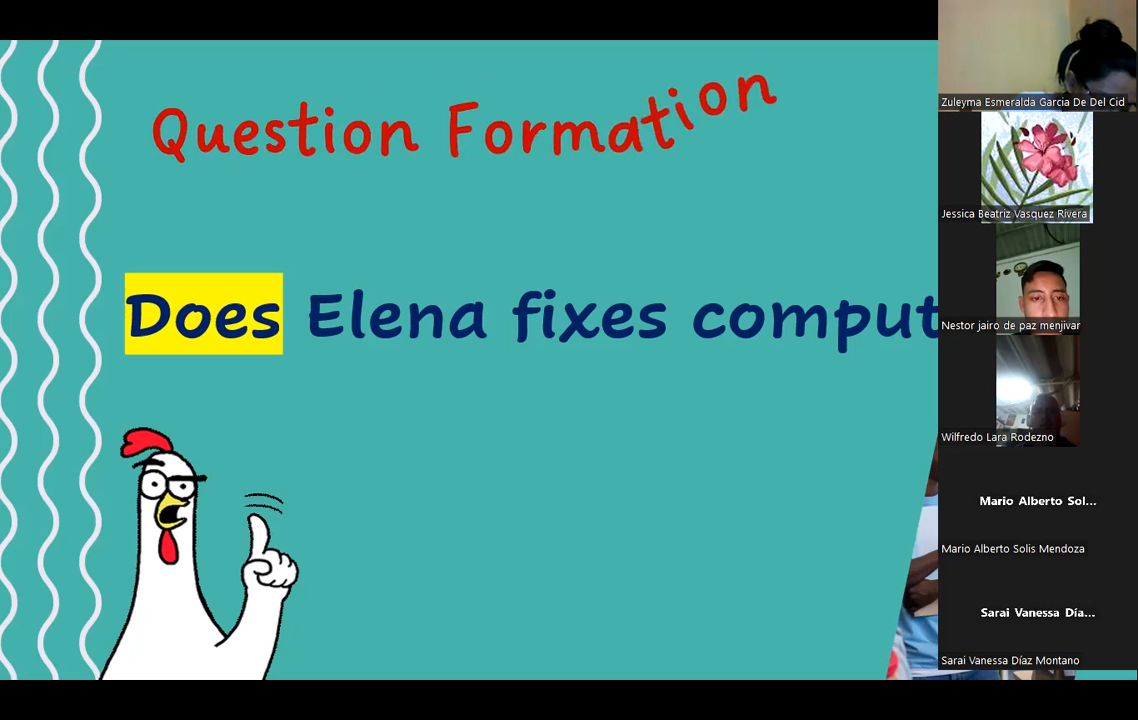 Question Formation
Does Elena fixes comput
Zuleyma Esmeralda Garcia De Del Cid
Jessica Beatriz Vasquez Rivera
Nestor jairo de paz menjivar
Wilfredo Lara Rodezno
Mario Alberto Sol...
Mario Alberto Solis Mendoza
Sarai Vanessa Día...
Sarai Vanessa Díaz Montano